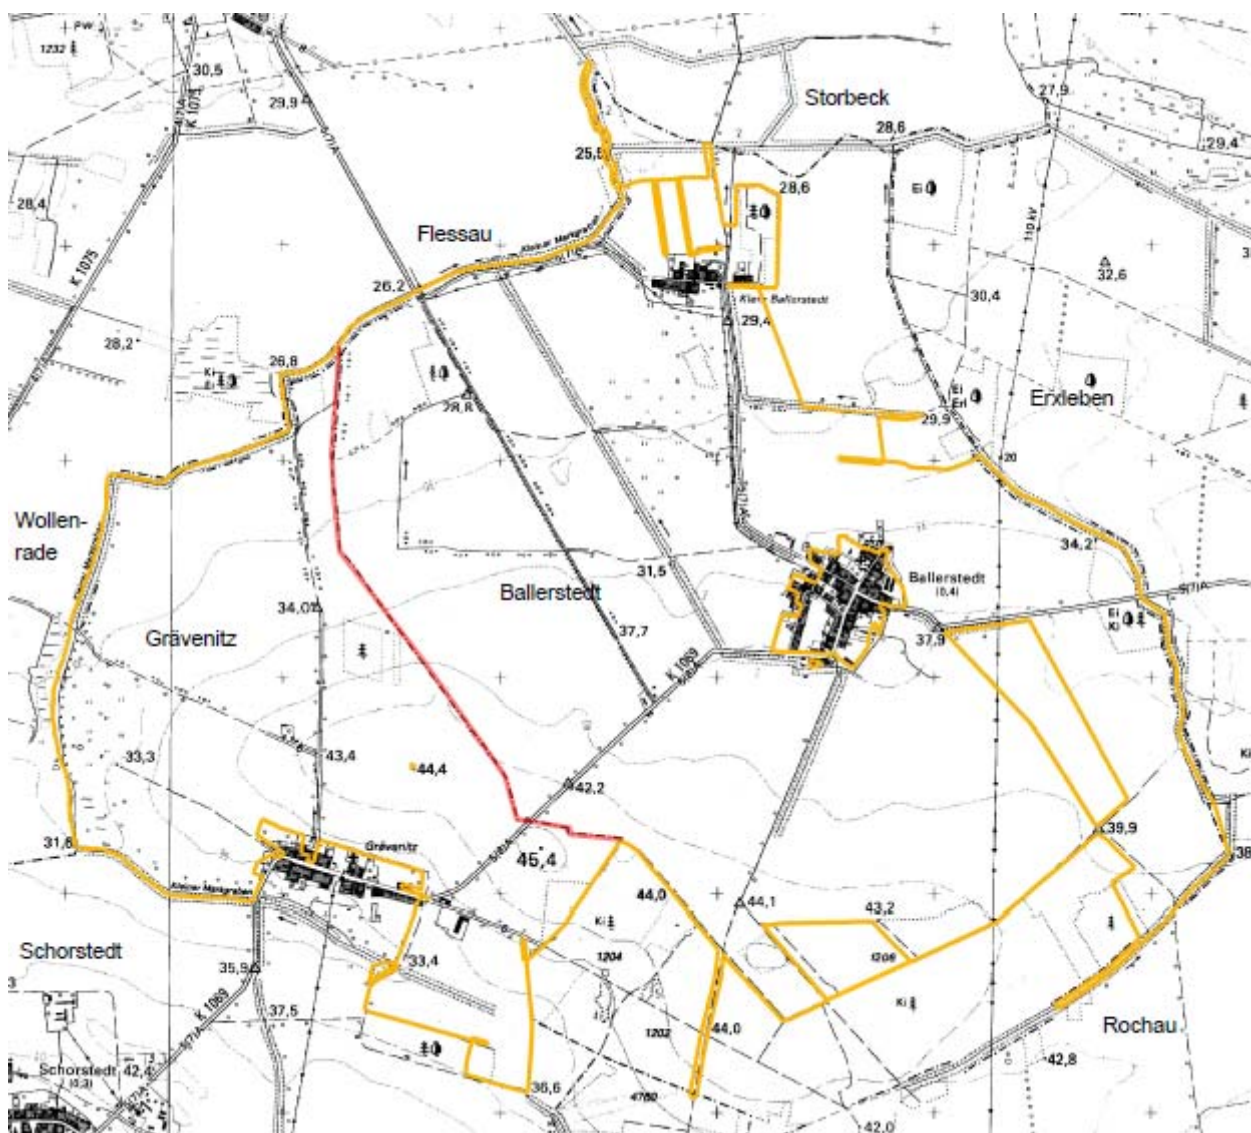 PW
1232
30,5
K 1075
29,9
Storbeck
27,9
28,6
29,4
25,5
28,4
28,6
Ei
Flessau
Kleiner Markgraben
110 kV
K 1075
32,6
26,2
Klein Ballerstedt
30,4
28,2
29,4
26,8
Ki
Ei
Erxleben
28,8
Ei
Erl
29,9
20
Wollen-
rade
34,2
31,5
Ballerstedt
(0,4)
Ballerstedt
34,0
Grävenitz
37,7
37,9
Ei
Ki
K 1069
33,3
43,4
44,4
42,2
Ki
39,9
31,6
Grävenitz
45,4
38
Kleiner Markgraben
44,0
44,1
43,2
Ki
Schorstedt
33,4
1204
1206
35,9
Ki
K 1069
37,5
1202
44,0
Rochau
Schorstedt
(0,3)
42,4
42,8
36,6
4760
42,0